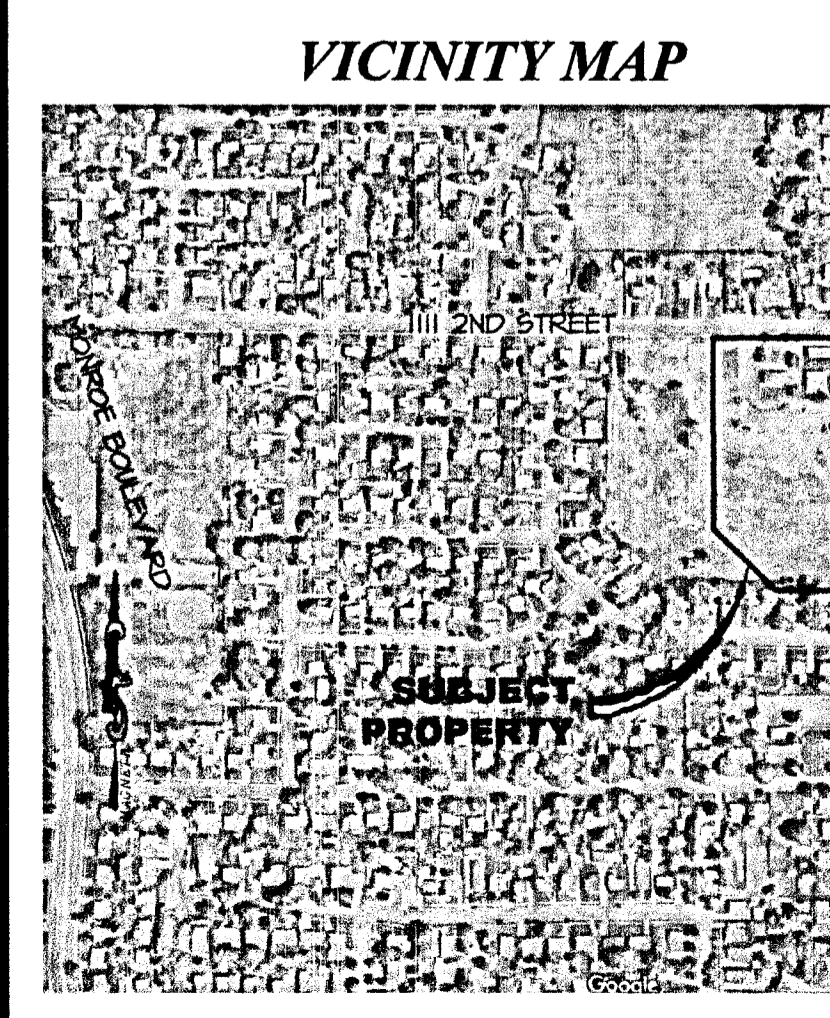 VICINITY MAP
1111 2ND STREET
MONROE BOULEVARD
SUBJECT
PROPERTY
Google